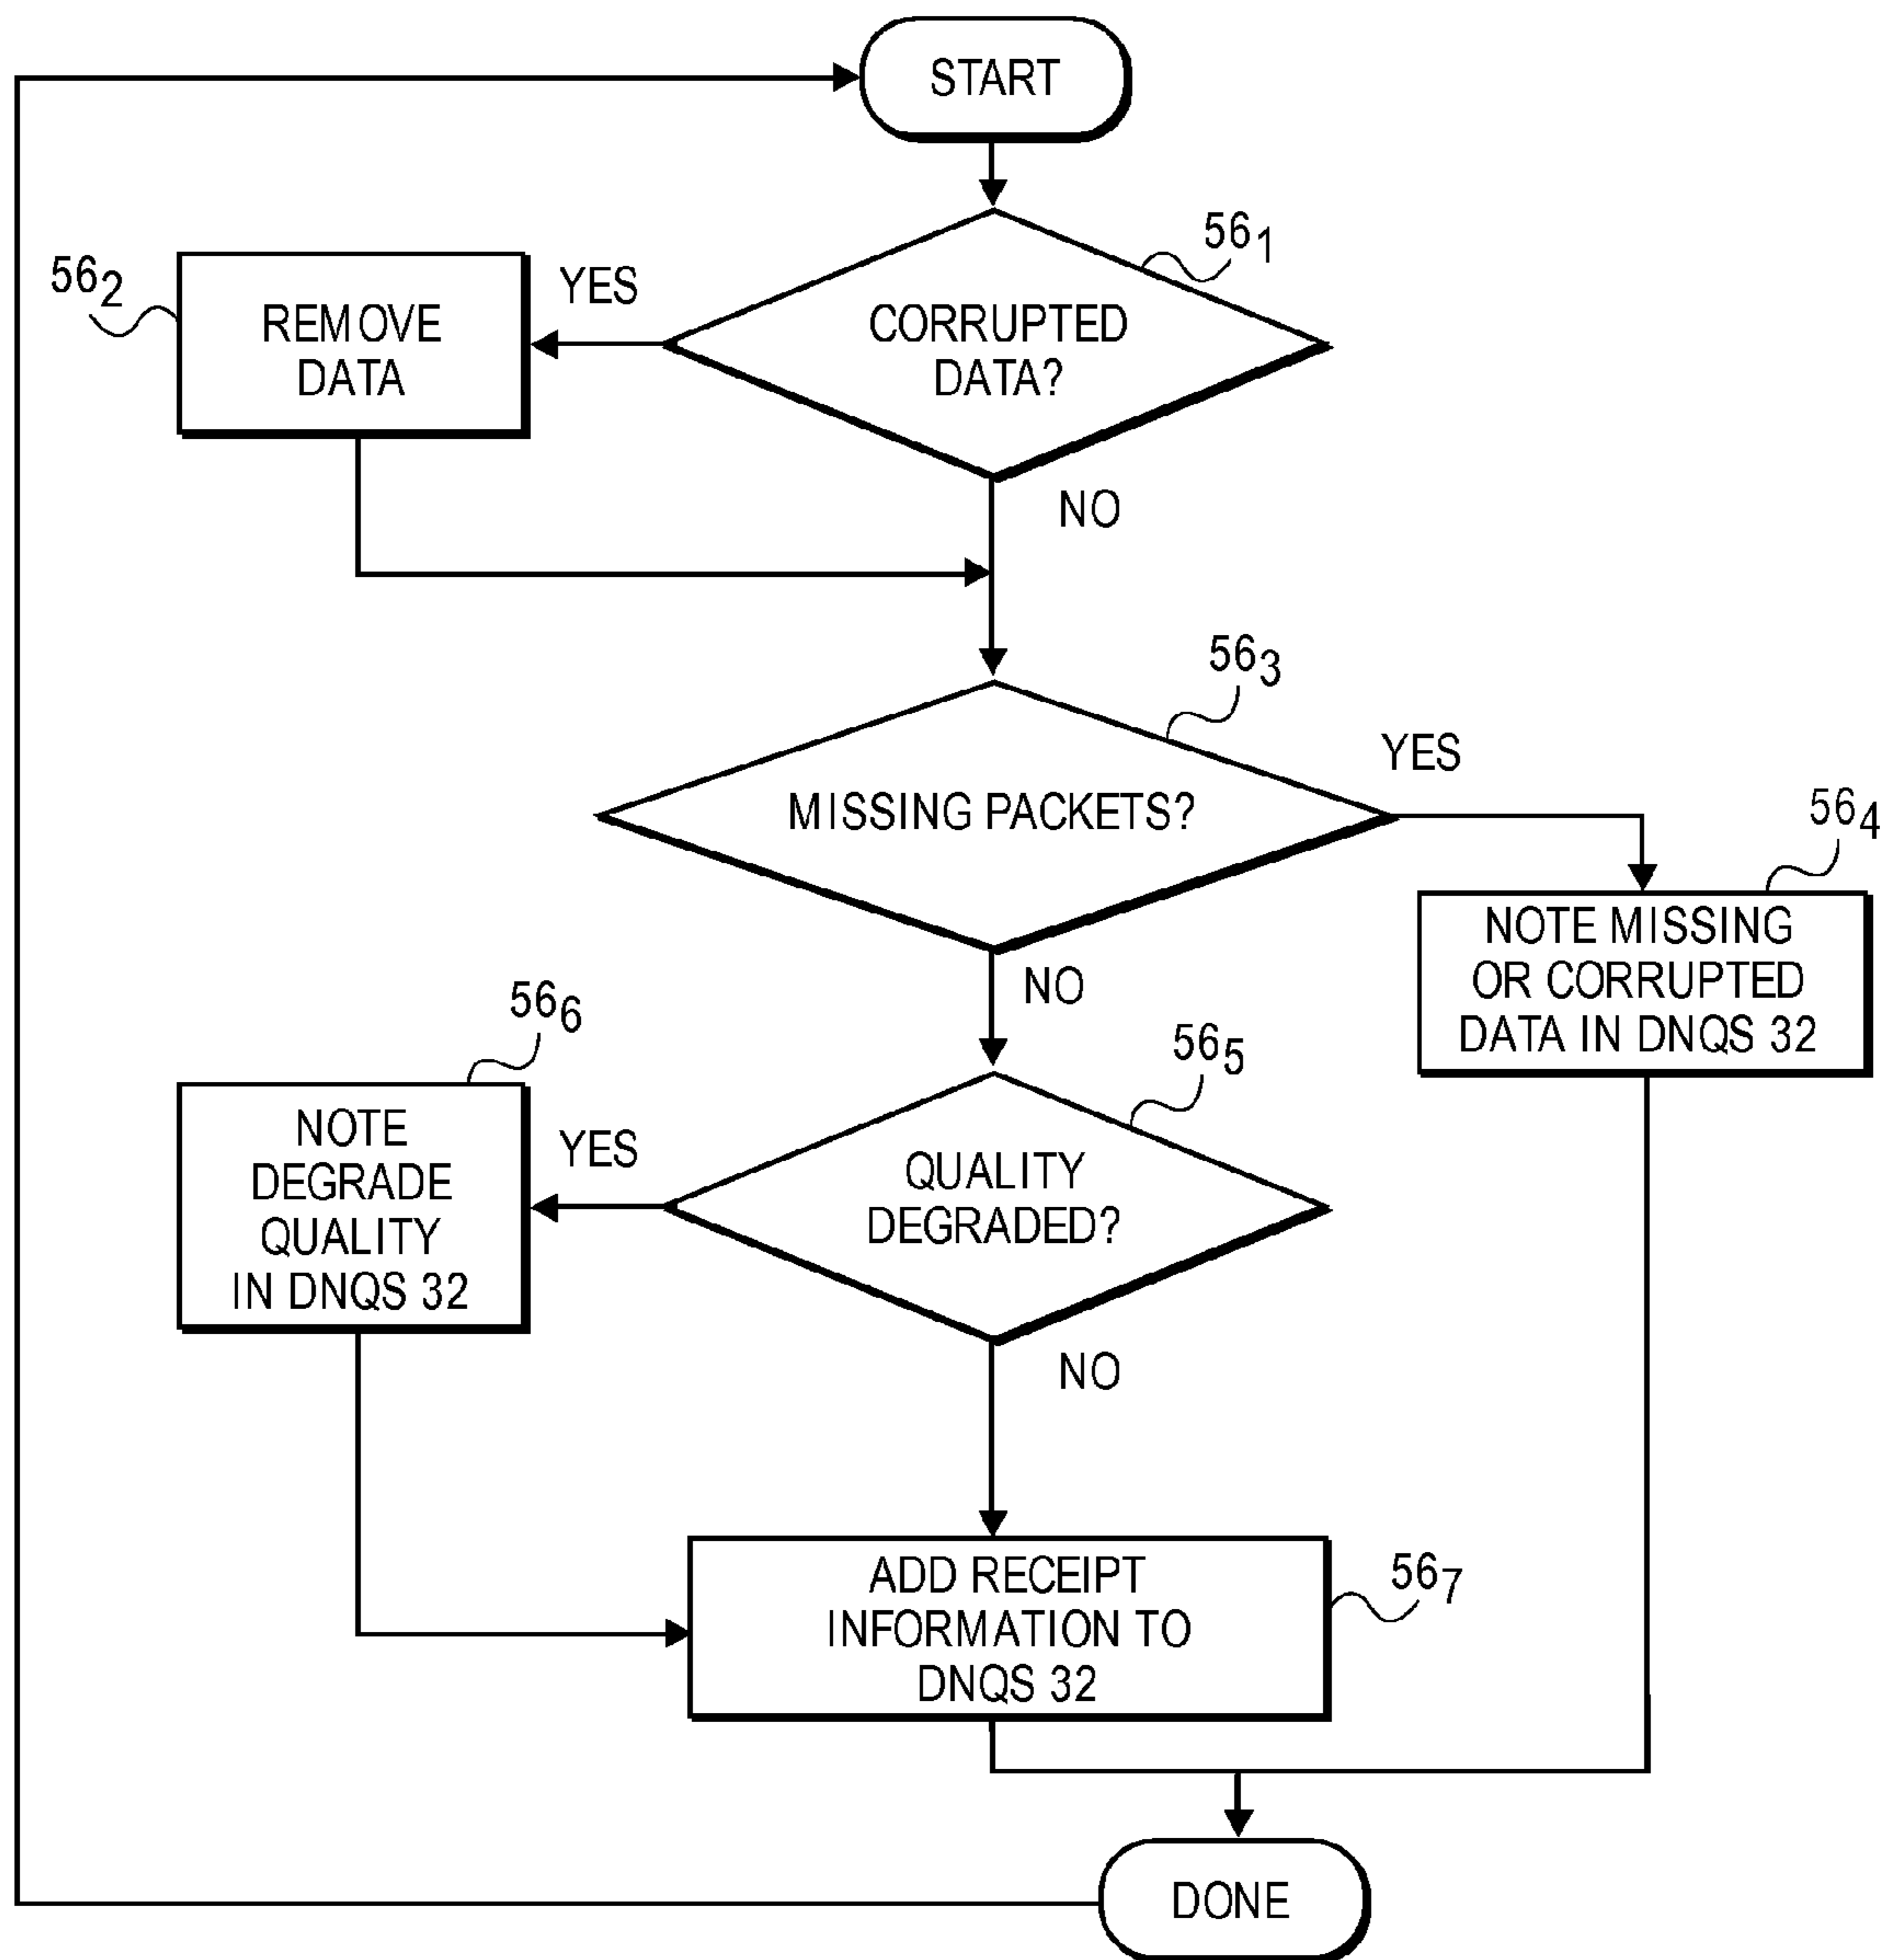 START
56₁
56₂
YES
REMOVE
DATA
CORRUPTED
DATA?
NO
56₃
YES
MISSING PACKETS?
56₄
NOTE MISSING
OR CORRUPTED
DATA IN DNQS 32
NO
56₆
56₅
NOTE
DEGRADE
QUALITY
IN DNQS 32
YES
QUALITY
DEGRADED?
NO
ADD RECEIPT
INFORMATION TO
DNQS 32
56₇
DONE